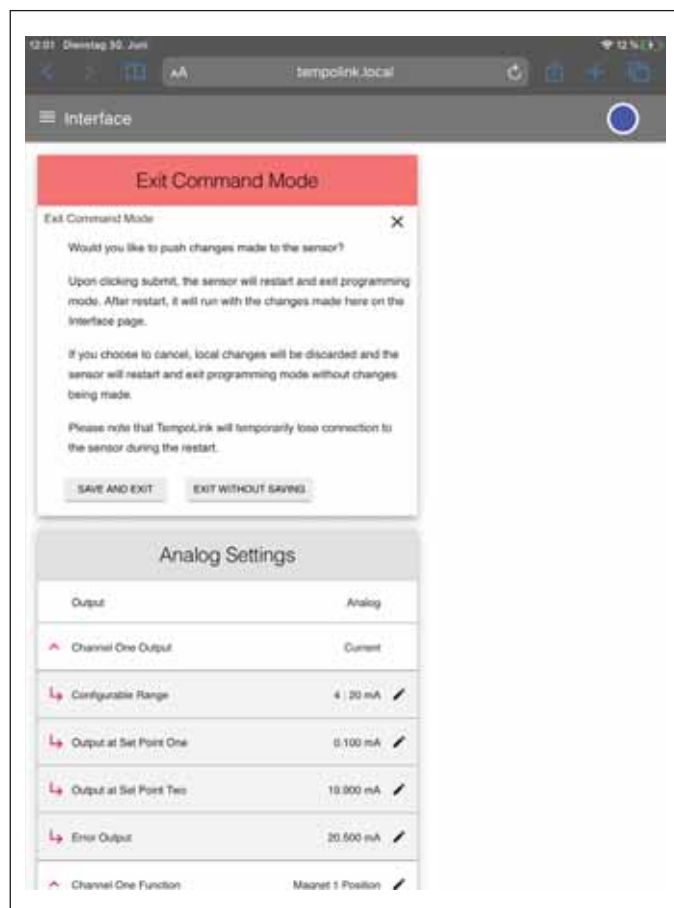 12:01 Dienstag 30. Juni
12 %
AA
tempolink.local
Interface
Exit Command Mode
Exit Command Mode
Would you like to push changes made to the sensor?
Upon clicking submit, the sensor will restart and exit programming
mode. After restart, it will run with the changes made here on the
Interface page.
If you choose to cancel, local changes will be discarded and the
sensor will restart and exit programming mode without changes
being made.
Please note that TempoLink will temporarily lose connection to
the sensor during the restart.
SAVE AND EXIT EXIT WITHOUT SAVING
Analog Settings
Output Analog
Channel One Output Current
Configurable Range 4 : 20 mA
Output at Set Point One 0.100 mA
Output at Set Point Two 19.900 mA
Error Output 20.500 mA
Channel One Function Magnet 1 Position